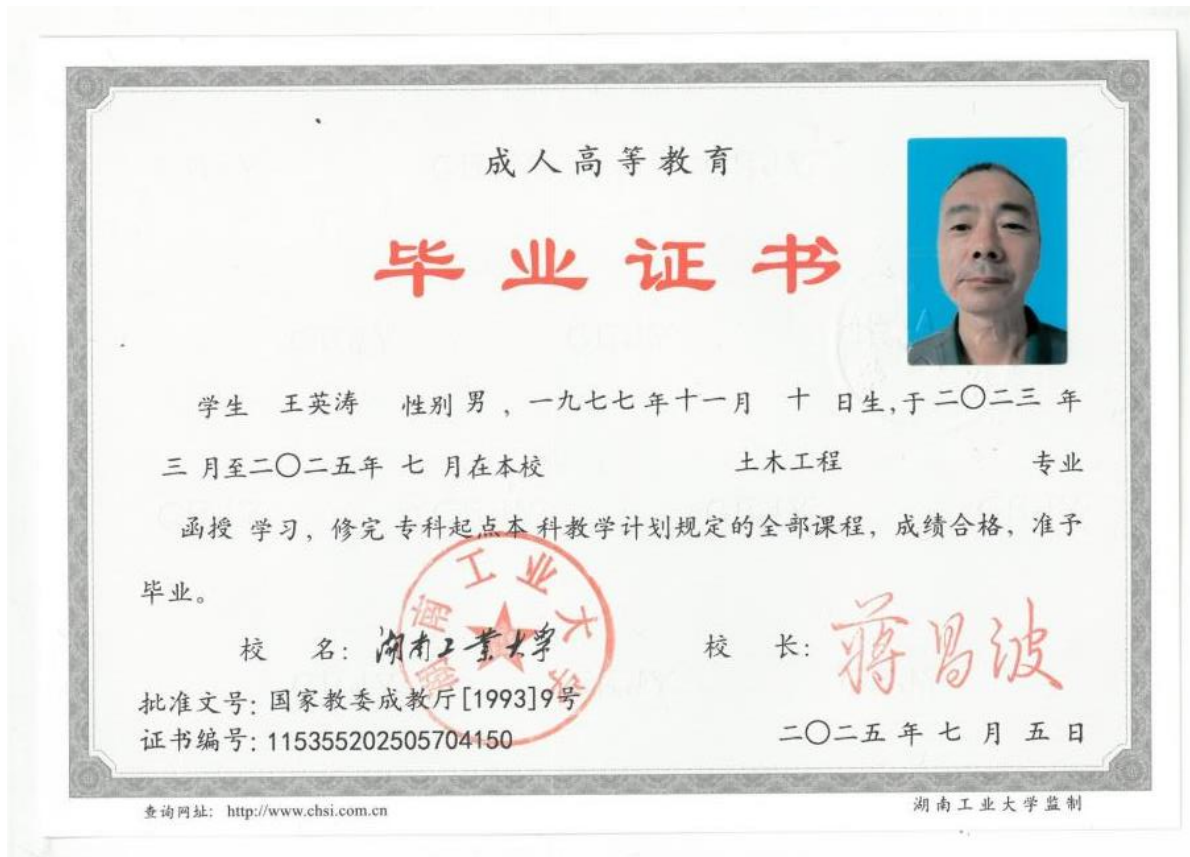 成人高等教育
毕业证书
学生 王英涛 性别 男 ,一九七七年十一月 十 日生,于二〇二三 年
三 月至二〇二五年 七 月在本校 土木工程 专业
函授 学习，修完 专科起点本 科教学计划规定的全部课程，成绩合格，准予
毕业。
校 名: 湖南工業大学 校 长: 蒋昌波
湖南工业大学
批准文号: 国家教委成教厅[1993]9号
证书编号: 115355202505704150
二〇二五 年 七 月 五 日
查询网址: http://www.chsi.com.cn 湖南工业大学监制